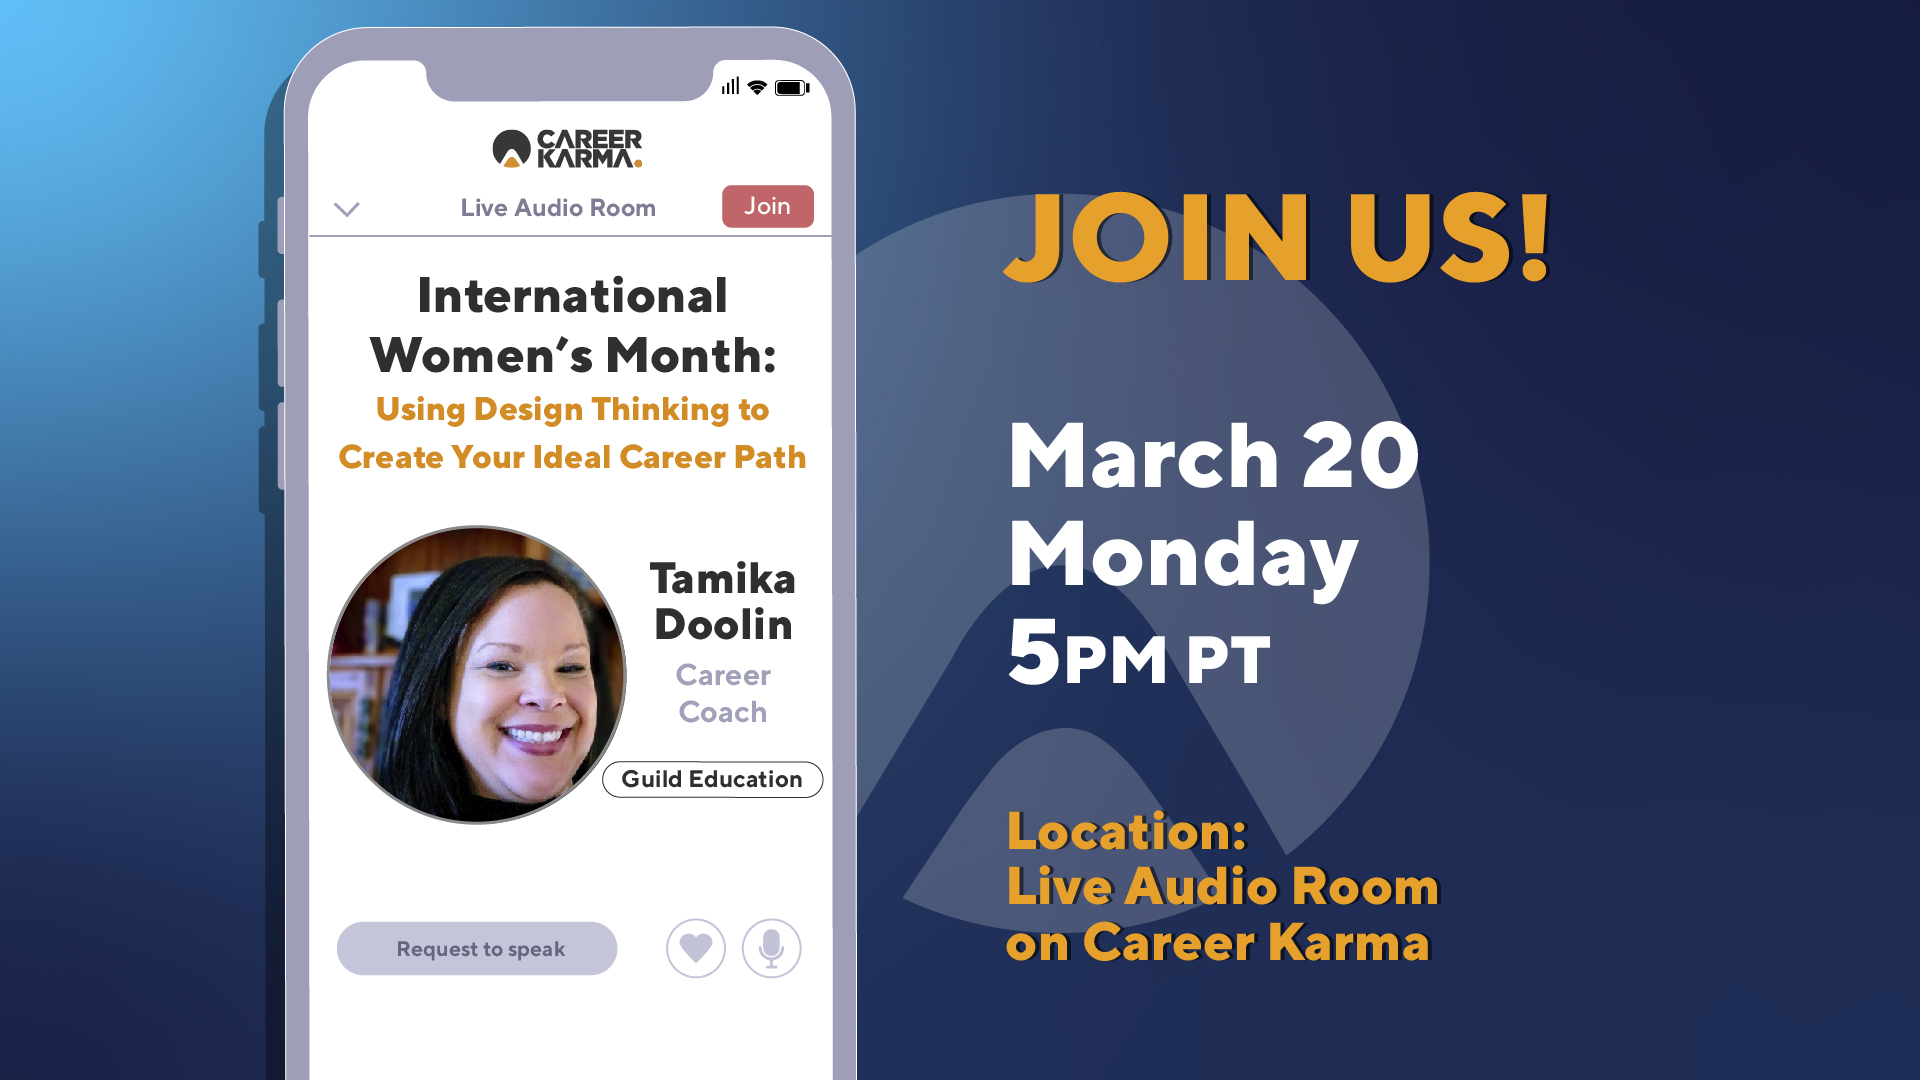 CAREER
KARMA.
Live Audio Room
Join
International
Women’s Month:
Using Design Thinking to
Create Your Ideal Career Path
Tamika
Doolin
Career
Coach
Guild Education
Request to speak
JOIN US!
March 20
Monday
5PM PT
Location:
Live Audio Room
on Career Karma